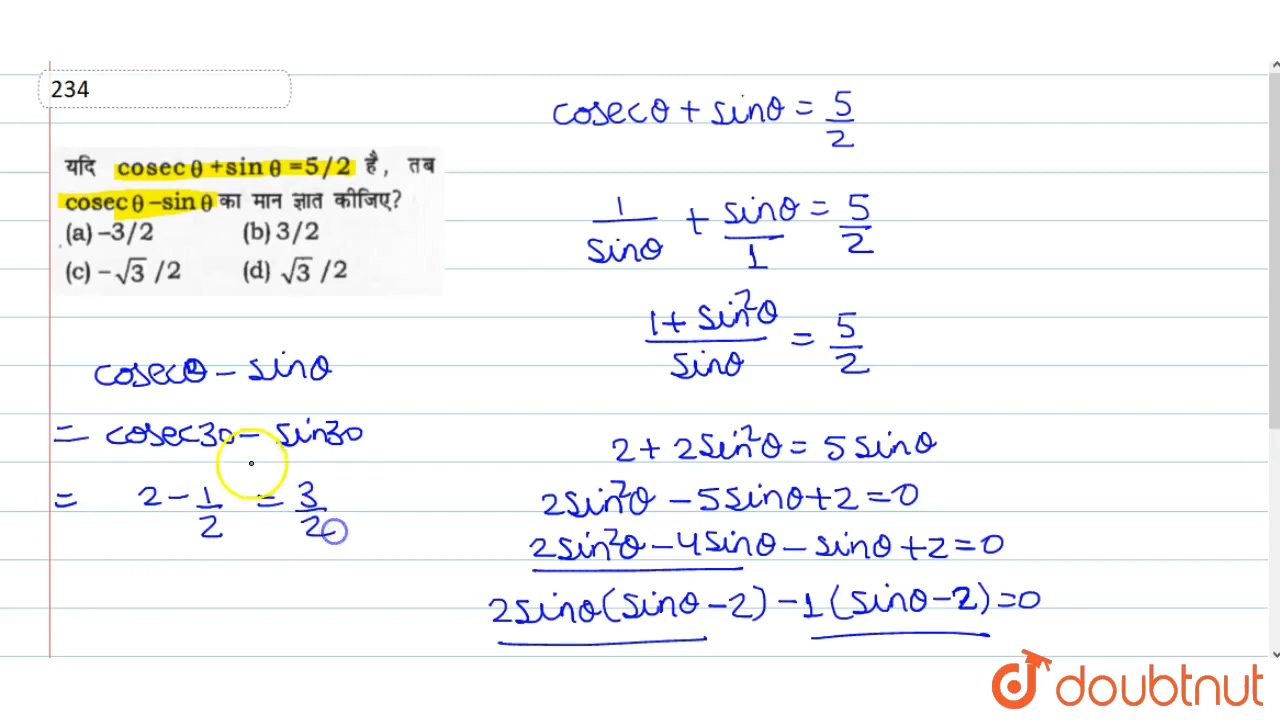 234
यदि cosec θ +sin θ =5/2 है, तब
cosec θ –sin θ का मान ज्ञात कीजिए?
(a) –3/2 (b) 3/2
(c) –√3 /2 (d) √3 /2
cosecθ – sinθ
= cosec30 – sin30
= 2 – 1/2 = 3/2
cosecθ + sinθ = 5/2
1/sinθ + sinθ/1 = 5/2
1 + sin²θ/sinθ = 5/2
2 + 2sin²θ = 5sinθ
2sin²θ – 5sinθ + 2 = 0
2sin²θ – 4sinθ – sinθ + 2 = 0
2sinθ(sinθ – 2) – 1(sinθ – 2) = 0
doubtnut